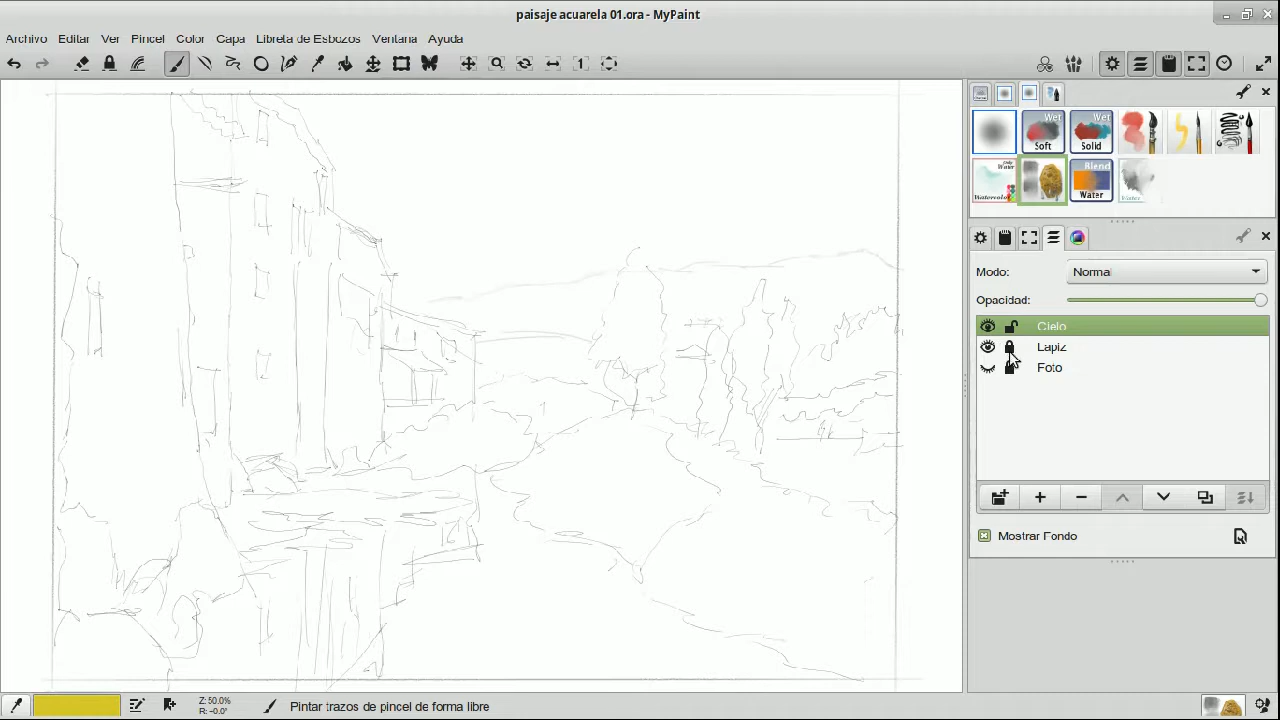 paisaje acuarela 01.ora - MyPaint
Archivo Editar Ver Pincel Color Capa Libreta de Esbozos Ventana Ayuda
1
Wet Soft
Wet Solid
Watercolor
Blend Water
Modo: Normal
Opacidad:
Cielo
Lapiz
Foto
Mostrar Fondo
Z: 50.0%
R: -0.0°
Pintar trazos de pincel de forma libre